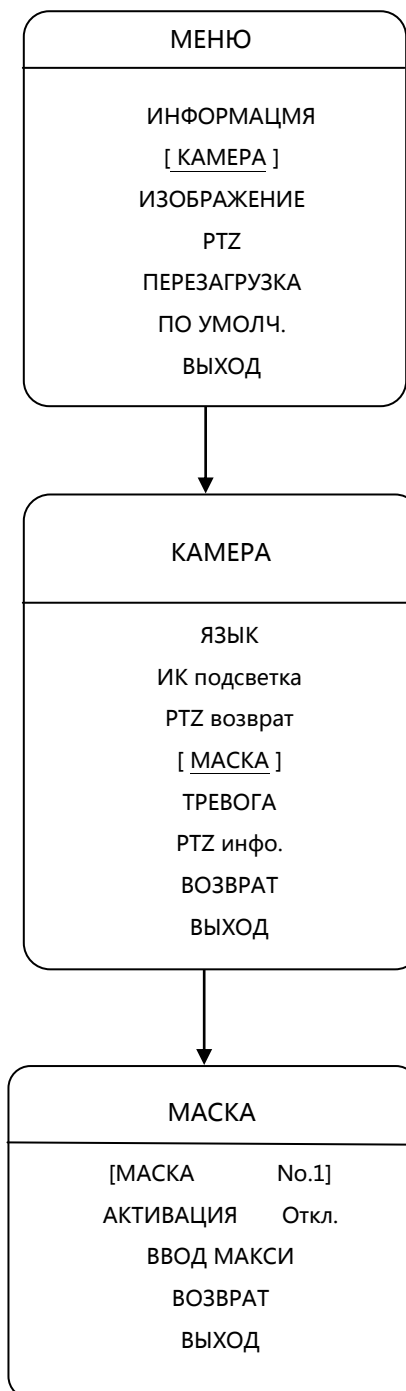 МЕНЮ
ИНФОРМАЦМЯ
[ КАМЕРА ]
ИЗОБРАЖЕНИЕ
PTZ
ПЕРЕЗАГРУЗКА
ПО УМОЛЧ.
ВЫХОД
КАМЕРА
ЯЗЫК
ИК подсветка
PTZ возврат
[ МАСКА ]
ТРЕВОГА
PTZ инфо.
ВОЗВРАТ
ВЫХОД
МАСКА
[МАСКА No.1]
АКТИВАЦИЯ Откл.
ВВОД МАКСИ
ВОЗВРАТ
ВЫХОД